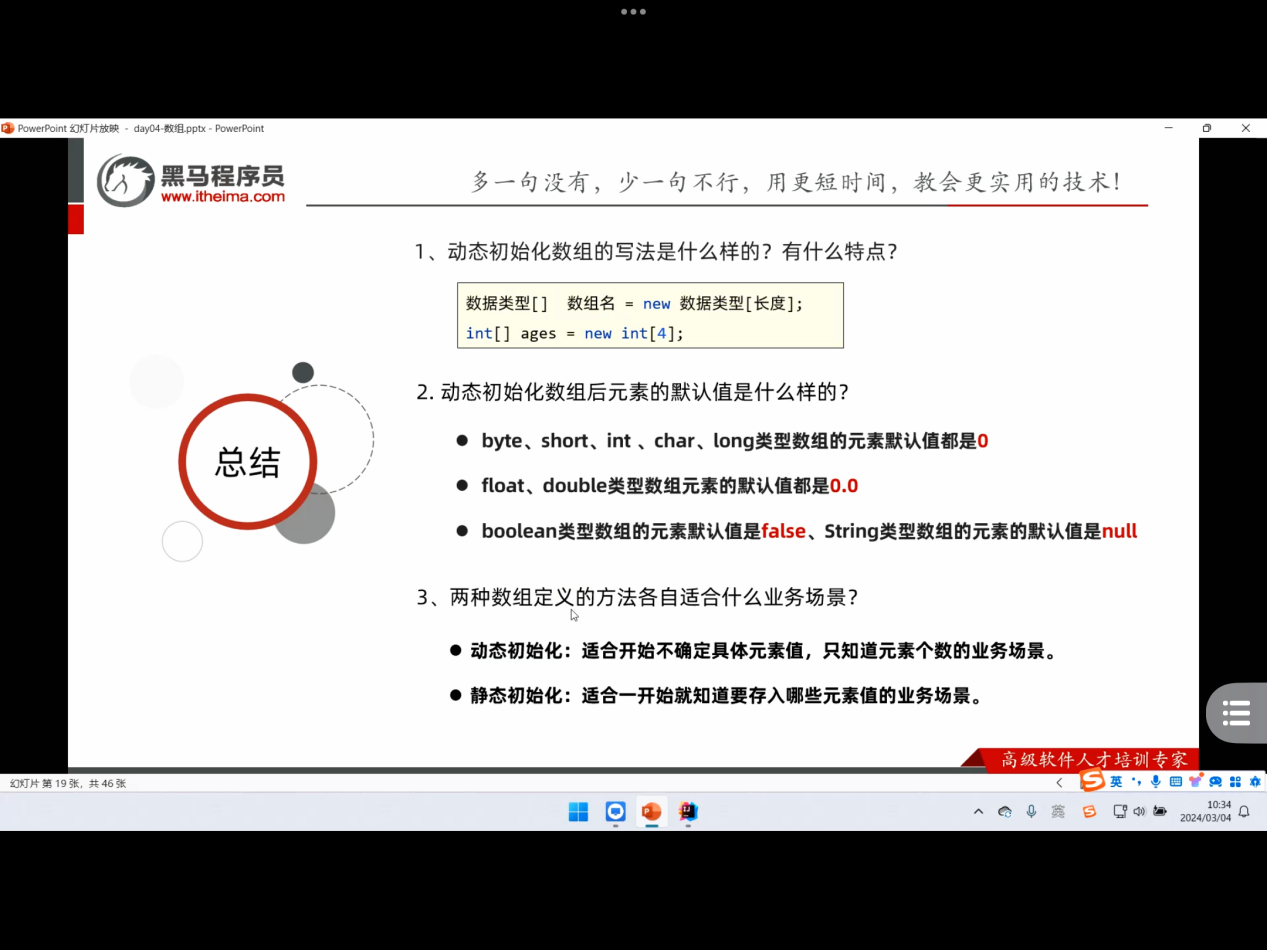 PowerPoint 幻灯片放映 - day04-数组.pptx - PowerPoint
黑马程序员
www.itheima.com
多一句没有，少一句不行，用更短时间，教会更实用的技术！
1、动态初始化数组的写法是什么样的？有什么特点？
数据类型[] 数组名 = new 数据类型[长度];
int[] ages = new int[4];
2. 动态初始化数组后元素的默认值是什么样的？
byte、short、int 、char、long类型数组的元素默认值都是0
float、double类型数组元素的默认值都是0.0
boolean类型数组的元素默认值是false、String类型数组的元素的默认值是null
总结
3、两种数组定义的方法各自适合什么业务场景？
动态初始化：适合开始不确定具体元素值，只知道元素个数的业务场景。
静态初始化：适合一开始就知道要存入哪些元素值的业务场景。
高级软件人才培训专家
幻灯片 第 19 张，共 46 张
英
英
10:34
2024/03/04